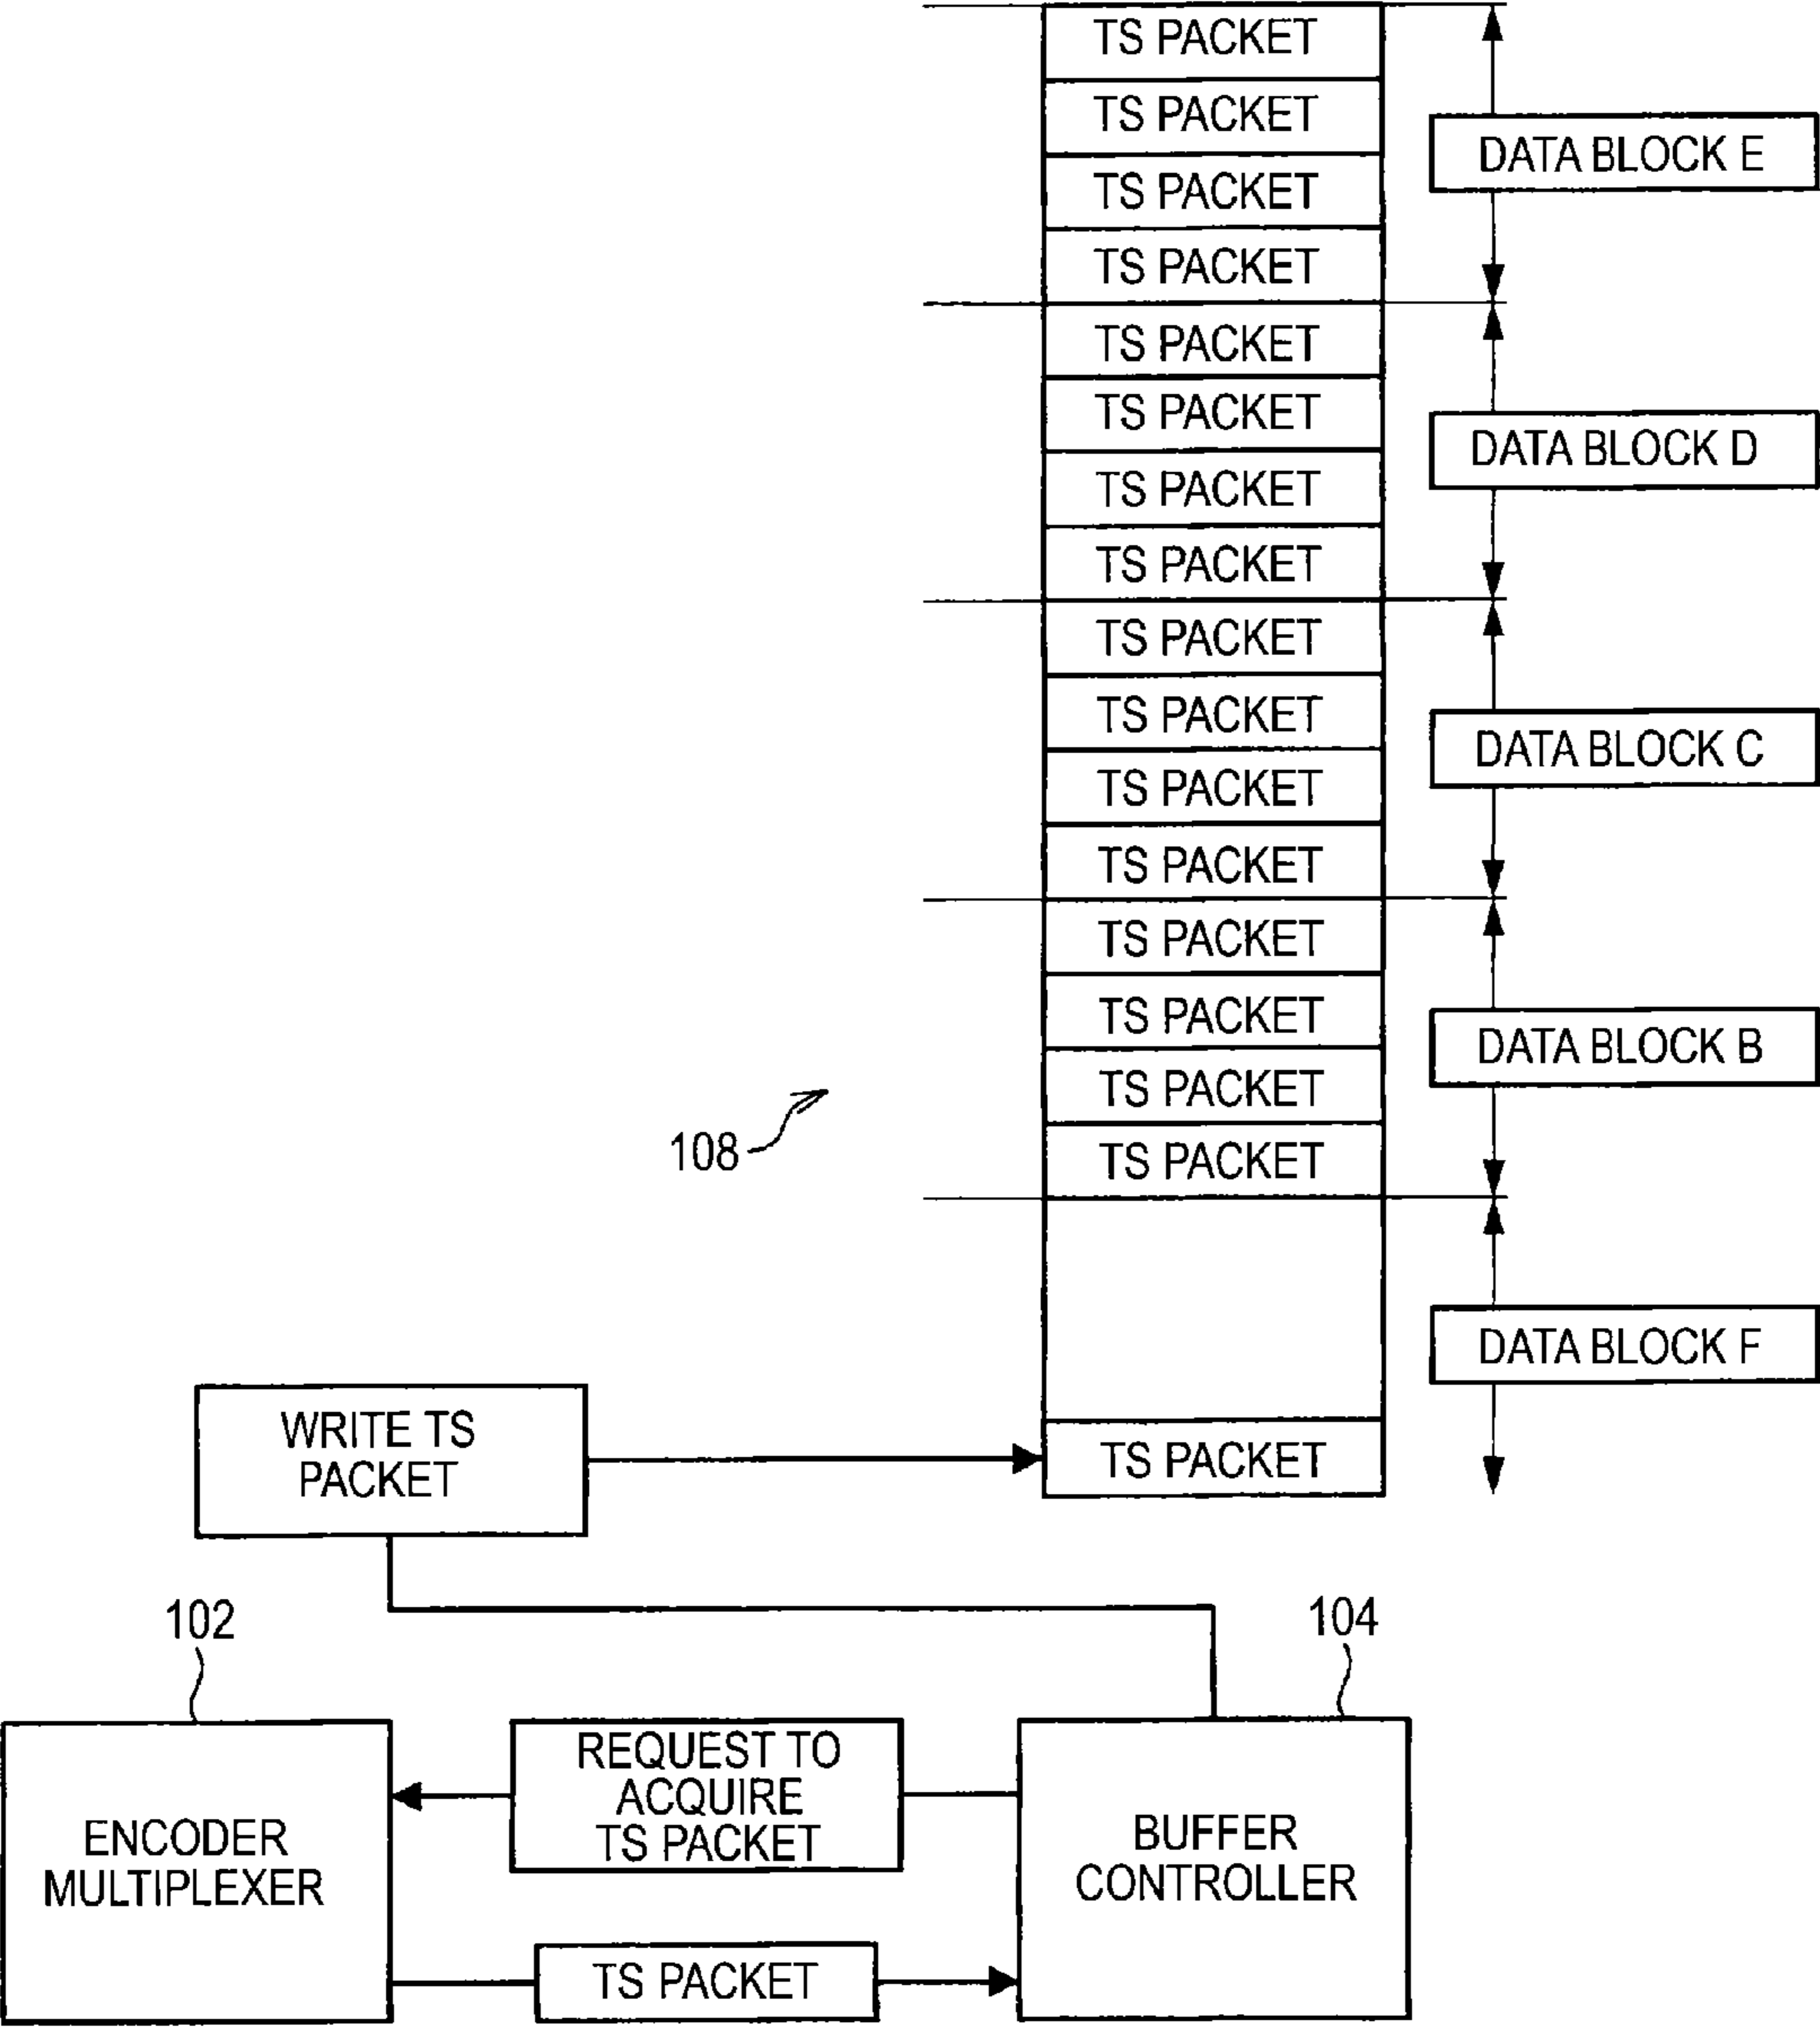 TS PACKET
TS PACKET
DATA BLOCK E
TS PACKET
TS PACKET
TS PACKET
TS PACKET
DATA BLOCK D
TS PACKET
TS PACKET
TS PACKET
TS PACKET
DATA BLOCK C
TS PACKET
TS PACKET
TS PACKET
TS PACKET
DATA BLOCK B
TS PACKET
108
TS PACKET
DATA BLOCK F
WRITE TS
PACKET
TS PACKET
102
104
REQUEST TO
ACQUIRE
TS PACKET
ENCODER
MULTIPLEXER
BUFFER
CONTROLLER
TS PACKET